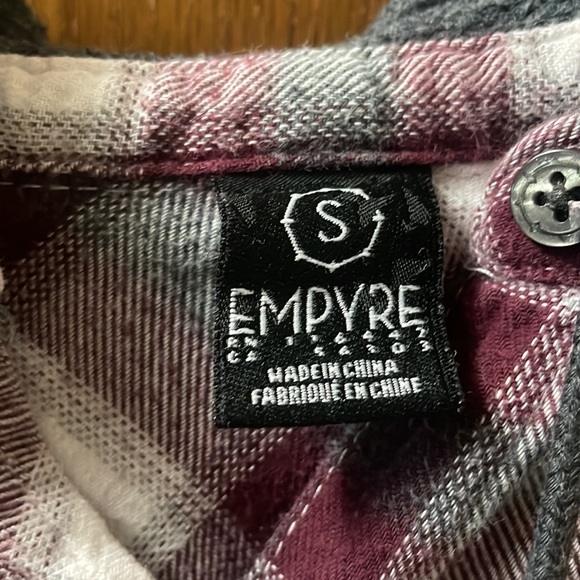 S
EMPYRE
MADE IN CHINA
FABRIQUÉ EN CHINE